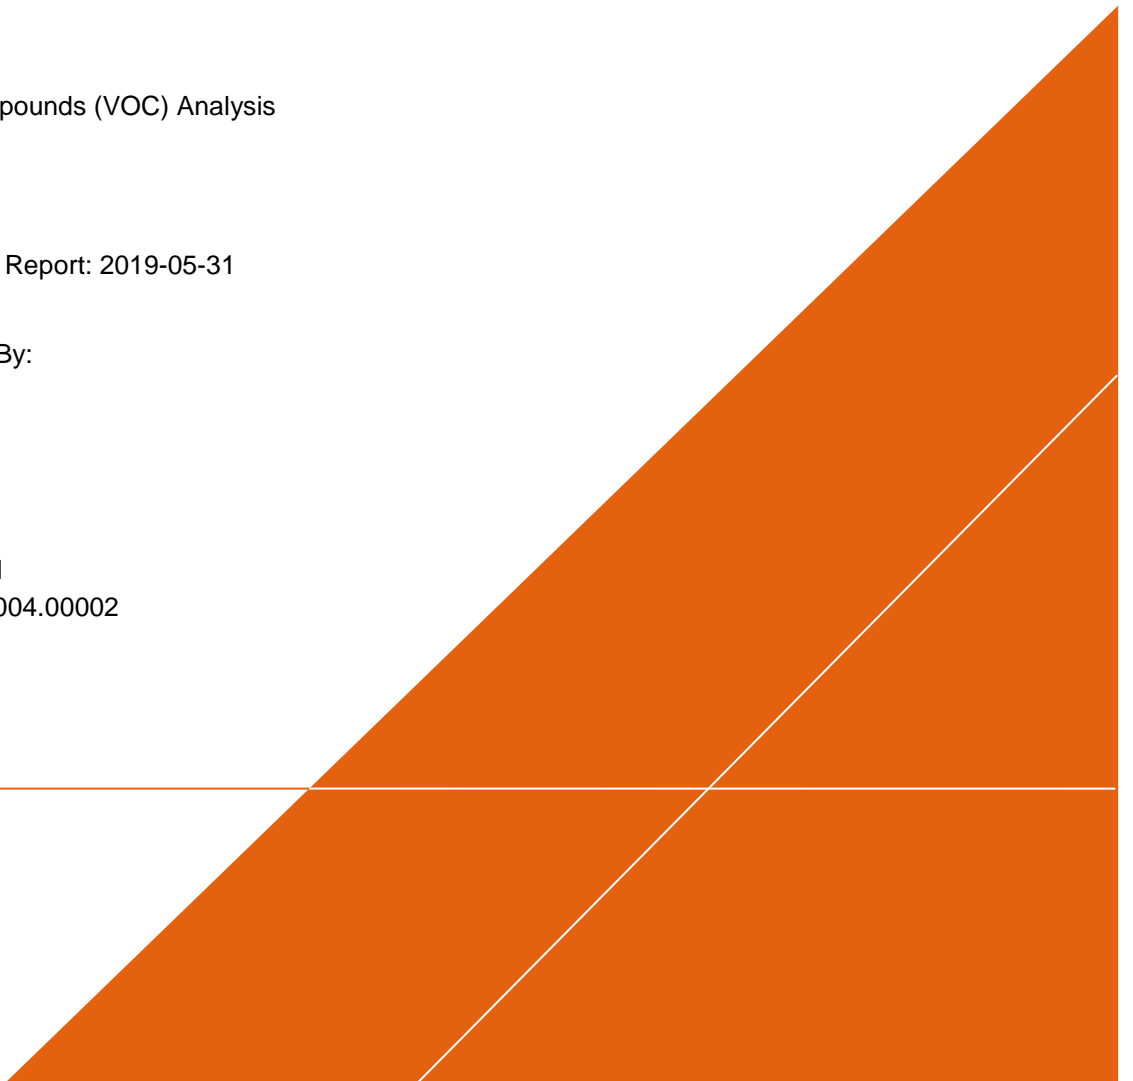 pounds (VOC) Analysis
Report: 2019-05-31
By:
004.00002